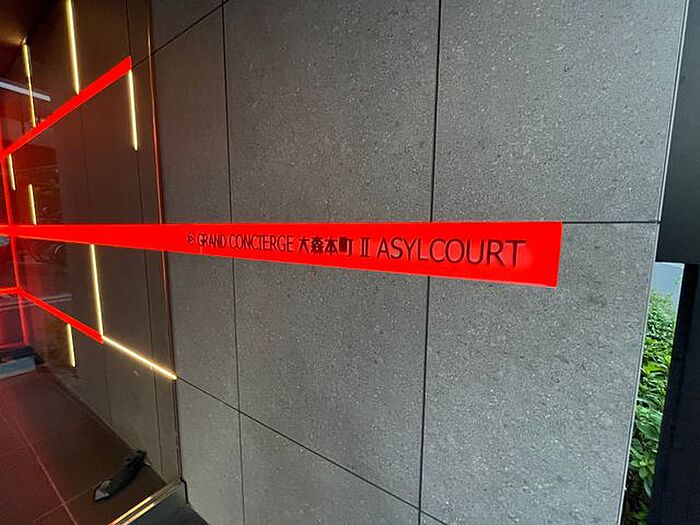 GRAND CONCIERGE 大森本町 II ASYLCOURT